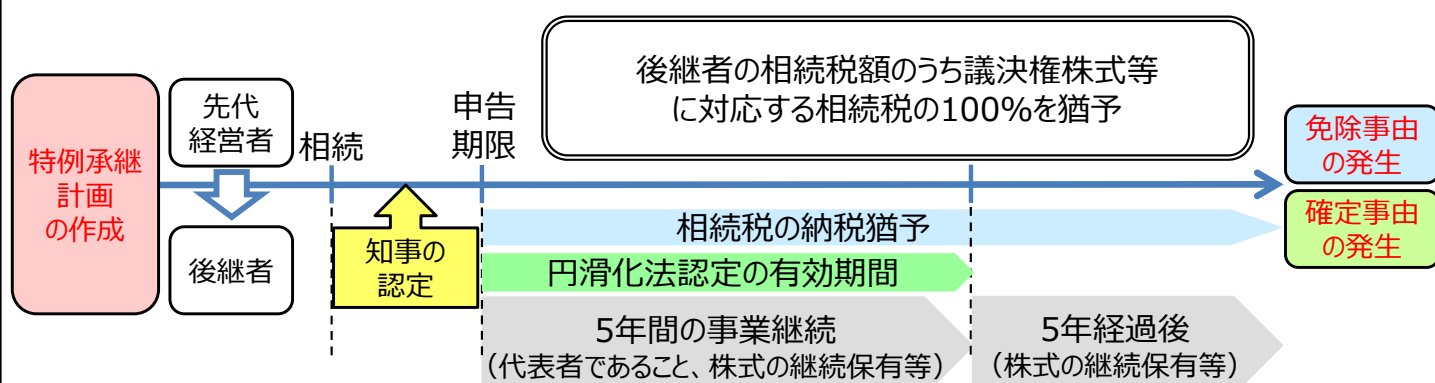 特例承継
計画
の作成
先代
経営者
後継者
相続
知事の
認定
申告
期限
後継者の相続税額のうち議決権株式等
に対応する相続税の100%を猶予
相続税の納税猶予
円滑化法認定の有効期間
5年間の事業継続
(代表者であること、株式の継続保有等)
5年経過後
(株式の継続保有等)
免除事由
の発生
確定事由
の発生